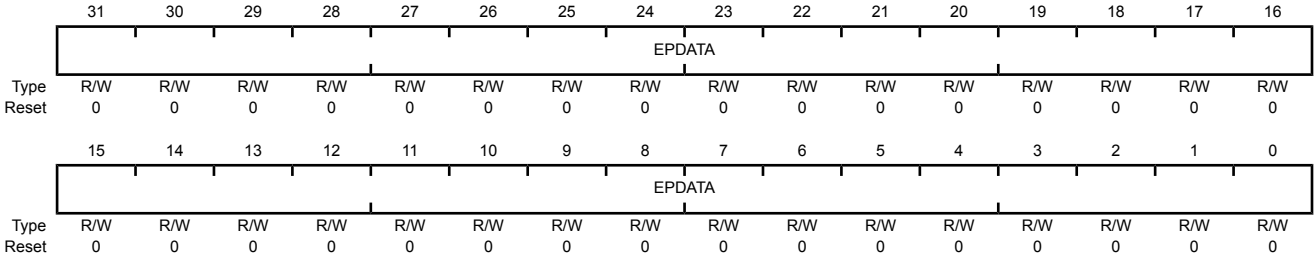 31 30 29 28 27 26 25 24 23 22 21 20 19 18 17 16
EPDATA
Type R/W R/W R/W R/W R/W R/W R/W R/W R/W R/W R/W R/W R/W R/W R/W R/W
Reset 0 0 0 0 0 0 0 0 0 0 0 0 0 0 0 0
15 14 13 12 11 10 9 8 7 6 5 4 3 2 1 0
EPDATA
Type R/W R/W R/W R/W R/W R/W R/W R/W R/W R/W R/W R/W R/W R/W R/W R/W
Reset 0 0 0 0 0 0 0 0 0 0 0 0 0 0 0 0